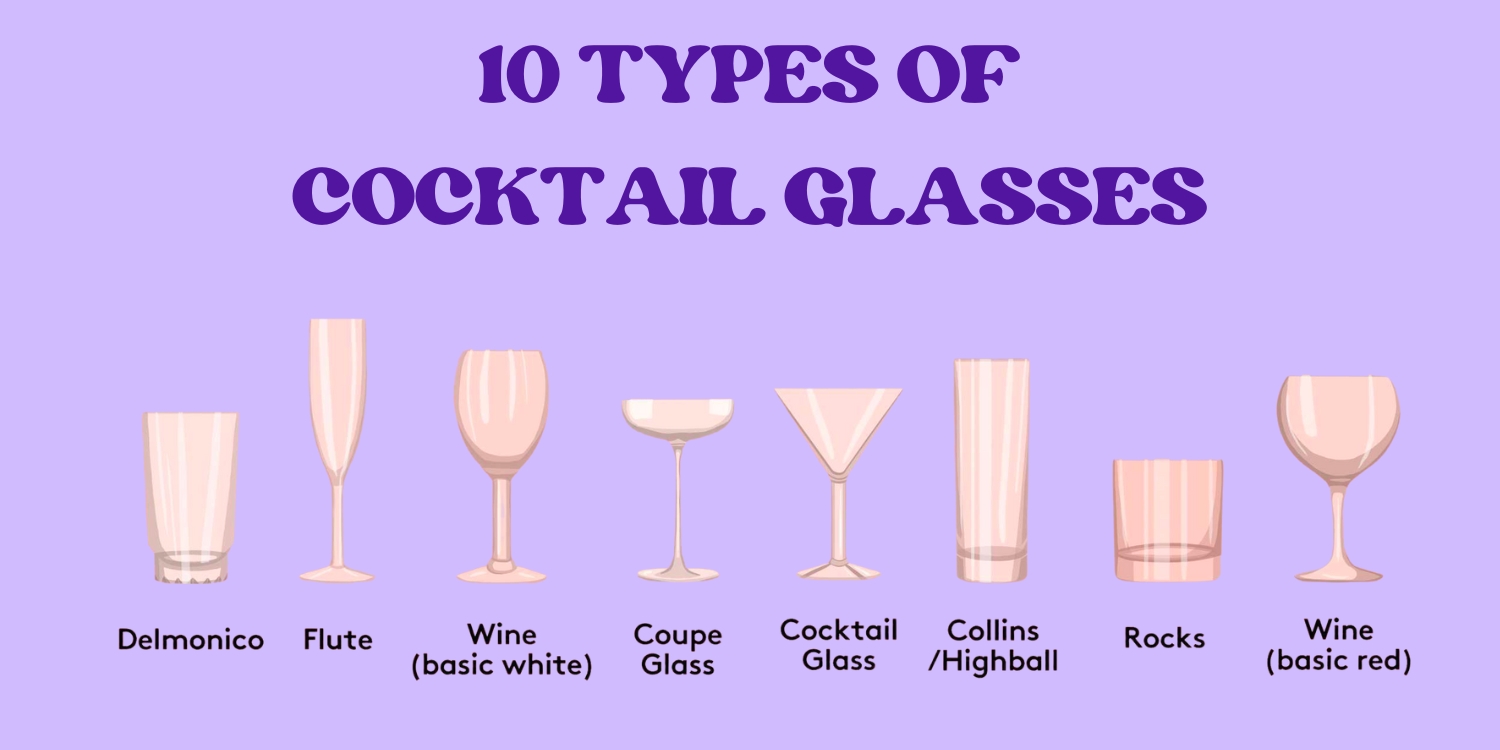 10 TYPES OF
COCKTAIL GLASSES
Delmonico
Flute
Wine
(basic white)
Coupe
Glass
Cocktail
Glass
Collins
/Highball
Rocks
Wine
(basic red)